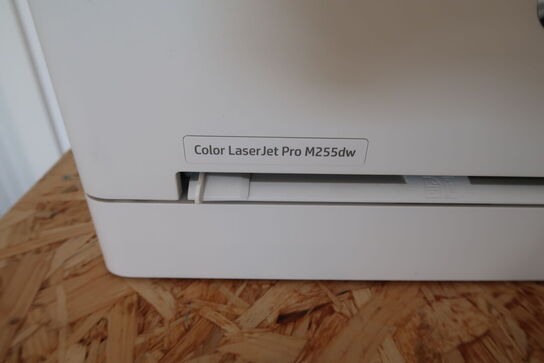 Color LaserJet Pro M255dw